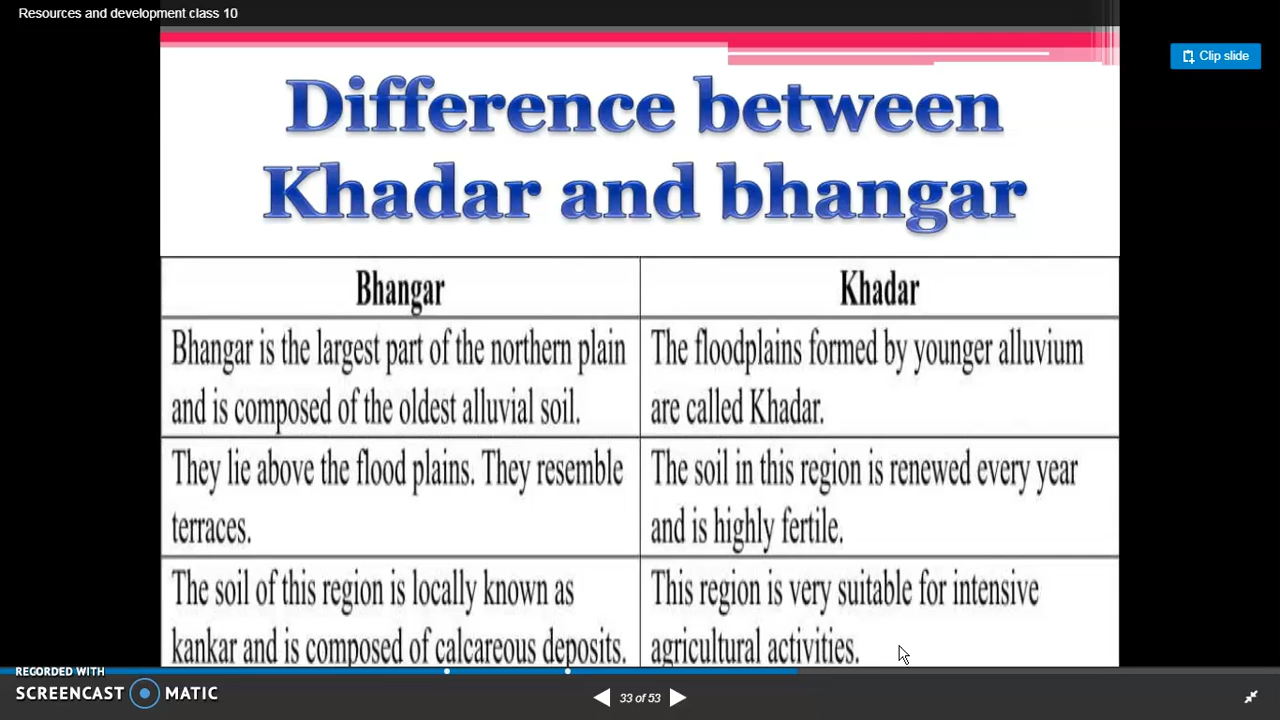 Resources and development class 10
Clip slide
Difference between
Khadar and bhangar
Bhangar
Khadar
Bhangar is the largest part of the northern plain
and is composed of the oldest alluvial soil.
The floodplains formed by younger alluvium
are called Khadar.
They lie above the flood plains. They resemble
terraces.
The soil in this region is renewed every year
and is highly fertile.
The soil of this region is locally known as
kankar and is composed of calcareous deposits.
This region is very suitable for intensive
agricultural activities.
RECORDED WITH
SCREENCAST MATIC
33 of 53